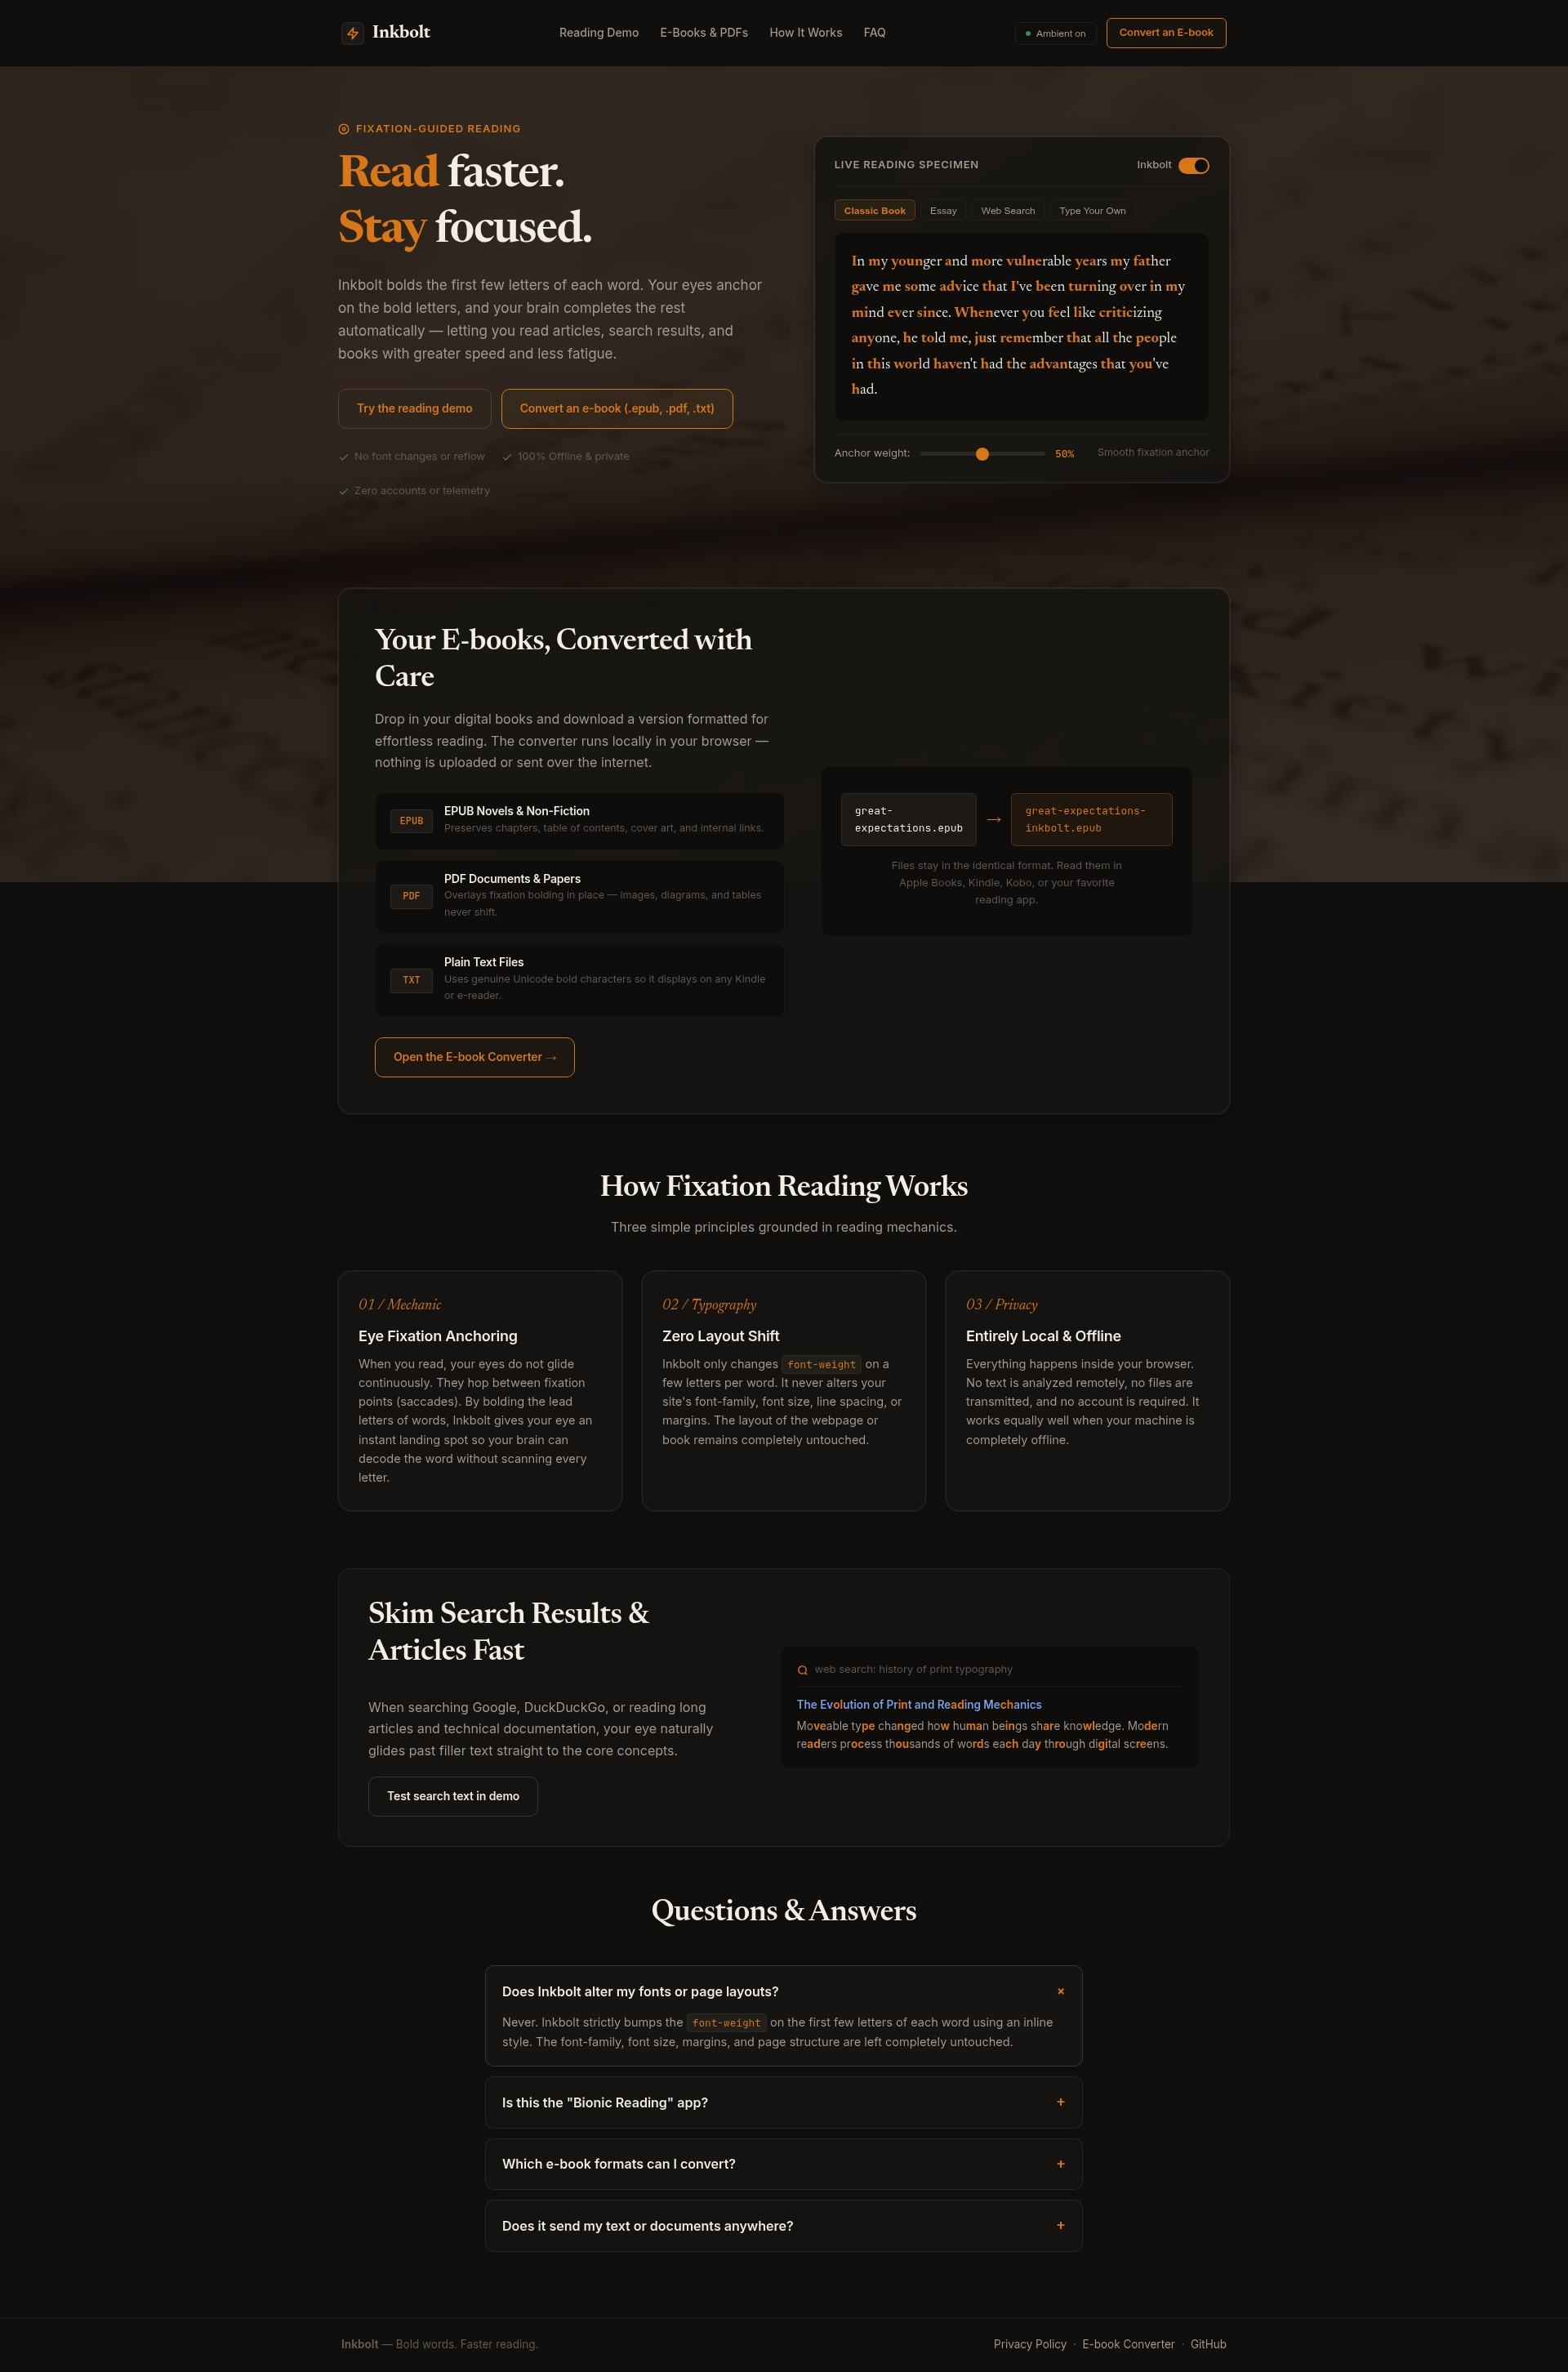 Inkbolt
Reading Demo
E-Books & PDFs
How It Works
FAQ
Ambient on
Convert an E-book
FIXATION-GUIDED READING
Read faster.
Stay focused.
Inkbolt bolds the first few letters of each word. Your eyes anchor
on the bold letters, and your brain completes the rest
automatically — letting you read articles, search results, and
books with greater speed and less fatigue.
Try the reading demo
Convert an e-book (.epub, .pdf, .txt)
No font changes or reflow
100% Offline & private
Zero accounts or telemetry
LIVE READING SPECIMEN
Inkbolt
Classic Book
Essay
Web Search
Type Your Own
In my younger and more vulnerable years my father
gave me some advice that I've been turning over in my
mind ever since. Whenever you feel like criticizing
anyone, he told me, just remember that all the people
in this world haven't had the advantages that you've
had.
Anchor weight:
50%
Smooth fixation anchor
Your E-books, Converted with
Care
Drop in your digital books and download a version formatted for
effortless reading. The converter runs locally in your browser —
nothing is uploaded or sent over the internet.
EPUB
EPUB Novels & Non-Fiction
Preserves chapters, table of contents, cover art, and internal links.
PDF
PDF Documents & Papers
Overlays fixation bolding in place — images, diagrams, and tables
never shift.
TXT
Plain Text Files
Uses genuine Unicode bold characters so it displays on any Kindle
or e-reader.
Open the E-book Converter →
great-
expectations.epub
→
great-expectations-
inkbolt.epub
Files stay in the identical format. Read them in
Apple Books, Kindle, Kobo, or your favorite
reading app.
How Fixation Reading Works
Three simple principles grounded in reading mechanics.
01 / Mechanic
Eye Fixation Anchoring
When you read, your eyes do not glide
continuously. They hop between fixation
points (saccades). By bolding the lead
letters of words, Inkbolt gives your eye an
instant landing spot so your brain can
decode the word without scanning every
letter.
02 / Typography
Zero Layout Shift
Inkbolt only changes font-weight on a
few letters per word. It never alters your
site's font-family, font size, line spacing, or
margins. The layout of the webpage or
book remains completely untouched.
03 / Privacy
Entirely Local & Offline
Everything happens inside your browser.
No text is analyzed remotely, no files are
transmitted, and no account is required. It
works equally well when your machine is
completely offline.
Skim Search Results &
Articles Fast
When searching Google, DuckDuckGo, or reading long
articles and technical documentation, your eye naturally
glides past filler text straight to the core concepts.
Test search text in demo
web search: history of print typography
The Evolution of Print and Reading Mechanics
Moveable type changed how human beings share knowledge. Modern
readers process thousands of words each day through digital screens.
Questions & Answers
Does Inkbolt alter my fonts or page layouts?
Never. Inkbolt strictly bumps the font-weight on the first few letters of each word using an inline
style. The font-family, font size, margins, and page structure are left completely untouched.
Is this the "Bionic Reading" app?
+
Which e-book formats can I convert?
+
Does it send my text or documents anywhere?
+
Inkbolt — Bold words. Faster reading.
Privacy Policy · E-book Converter · GitHub